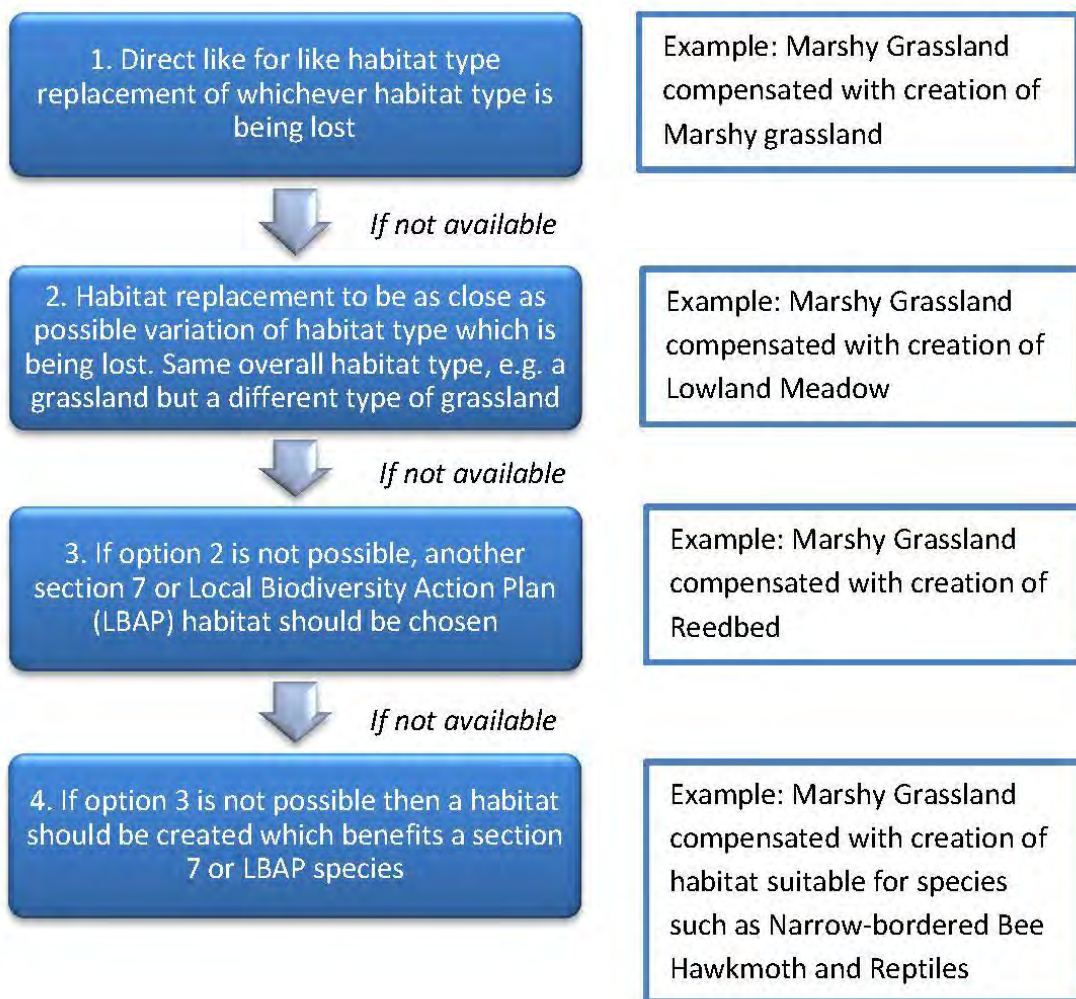 1. Direct like for like habitat type
replacement of whichever habitat type is
being lost
Example: Marshy Grassland
compensated with creation of
Marshy grassland
If not available
2. Habitat replacement to be as close as
possible variation of habitat type which is
being lost. Same overall habitat type, e.g. a
grassland but a different type of grassland
Example: Marshy Grassland
compensated with creation of
Lowland Meadow
If not available
3. If option 2 is not possible, another
section 7 or Local Biodiversity Action Plan
(LBAP) habitat should be chosen
Example: Marshy Grassland
compensated with creation of
Reedbed
If not available
4. If option 3 is not possible then a habitat
should be created which benefits a section
7 or LBAP species
Example: Marshy Grassland
compensated with creation of
habitat suitable for species
such as Narrow-bordered Bee
Hawkmoth and Reptiles